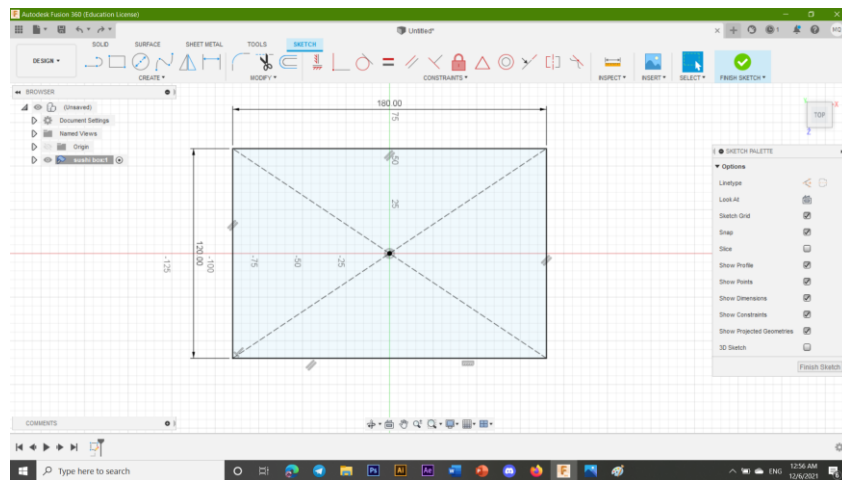 Autodesk Fusion 360 (Education License)
Untitled*
SOLID SURFACE SHEET METAL TOOLS SKETCH
DESIGN
CREATE MODIFY CONSTRAINTS INSPECT INSERT SELECT FINISH SKETCH
BROWSER
(Unsaved)
Document Settings
Named Views
Origin
TOP
SKETCH PALETTE
Options
Linetype
Look At
Sketch Grid
Snap
Slice
Show Profile
Show Points
Show Dimensions
Show Constraints
Show Projected Geometries
3D Sketch
Finish Sketch
180.00
75
50
25
120.00
-125
-100
-75
-50
-25
COMMENTS
Type here to search
Ps
Ai
Ae
ENG
12:56 AM
12/6/2021